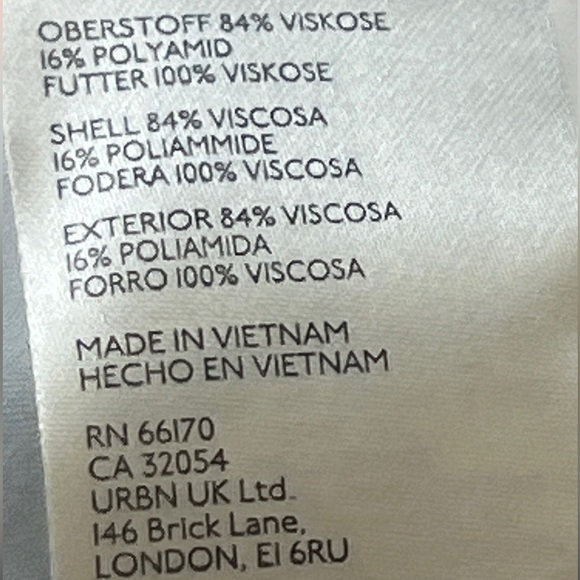 OBERSTOFF 84% VISKOSE
16% POLYAMID
FUTTER 100% VISKOSE
SHELL 84% VISCOSA
16% POLIAMMIDE
FODERA 100% VISCOSA
EXTERIOR 84% VISCOSA
16% POLIAMIDA
FORRO 100% VISCOSA
MADE IN VIETNAM
HECHO EN VIETNAM
RN 66170
CA 32054
URBN UK Ltd.
146 Brick Lane,
LONDON, E1 6RU